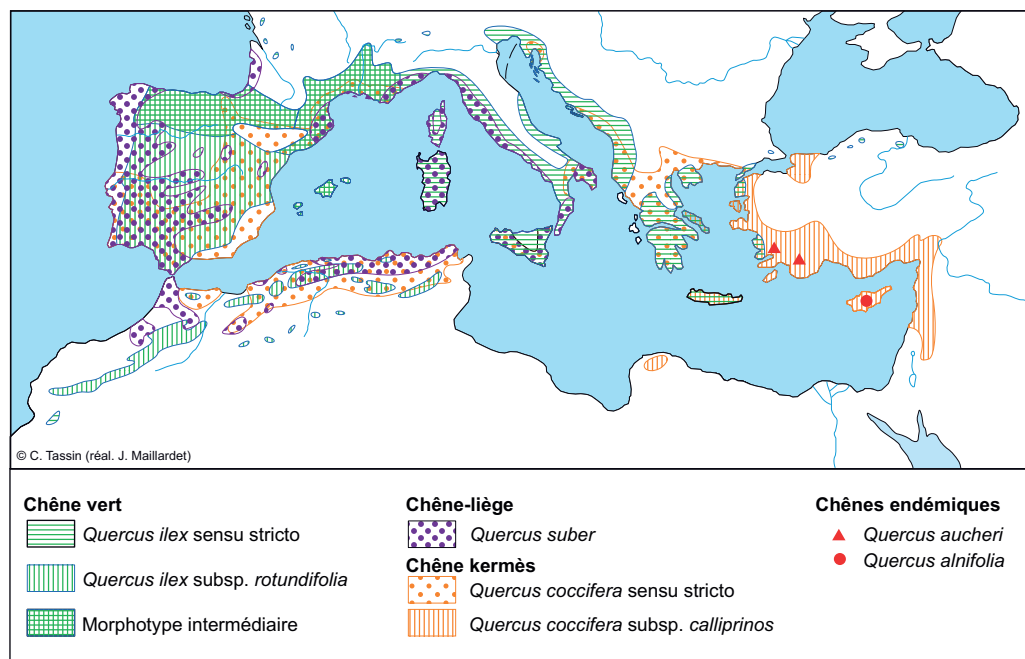 © C. Tassin (réal. J. Maillardet)
Chêne vert
Quercus ilex sensu stricto
Quercus ilex subsp. rotundifolia
Morphotype intermédiaire
Chêne-liège
Quercus suber
Chêne kermès
Quercus coccifera sensu stricto
Quercus coccifera subsp. calliprinos
Chênes endémiques
Quercus aucheri
Quercus alnifolia